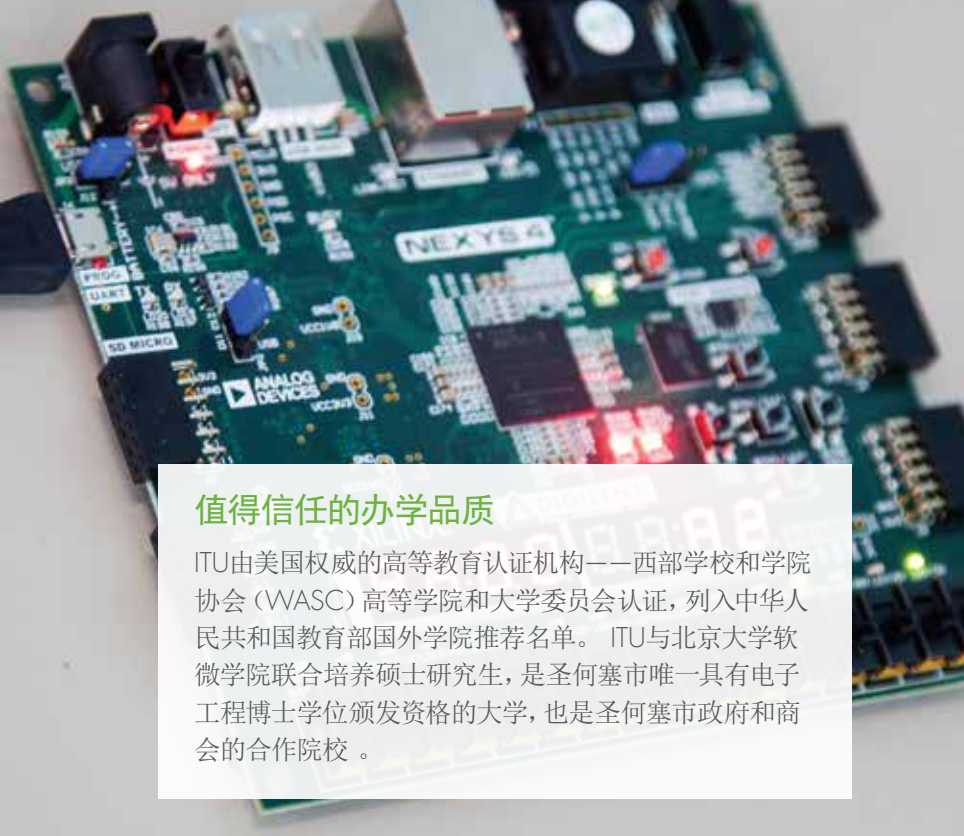 NEXYS 4
PROG
UART
SD MICRO
ANALOG
DEVICES
GND
VCC3V3
J11
XILINX
DIGILENT
值得信任的办学品质
ITU由美国权威的高等教育认证机构——西部学校和学院
协会（WASC）高等学院和大学委员会认证，列入中华人
民共和国教育部国外学院推荐名单。 ITU与北京大学软
微学院联合培养硕士研究生，是圣何塞市唯一具有电子
工程博士学位颁发资格的大学，也是圣何塞市政府和商
会的合作院校 。